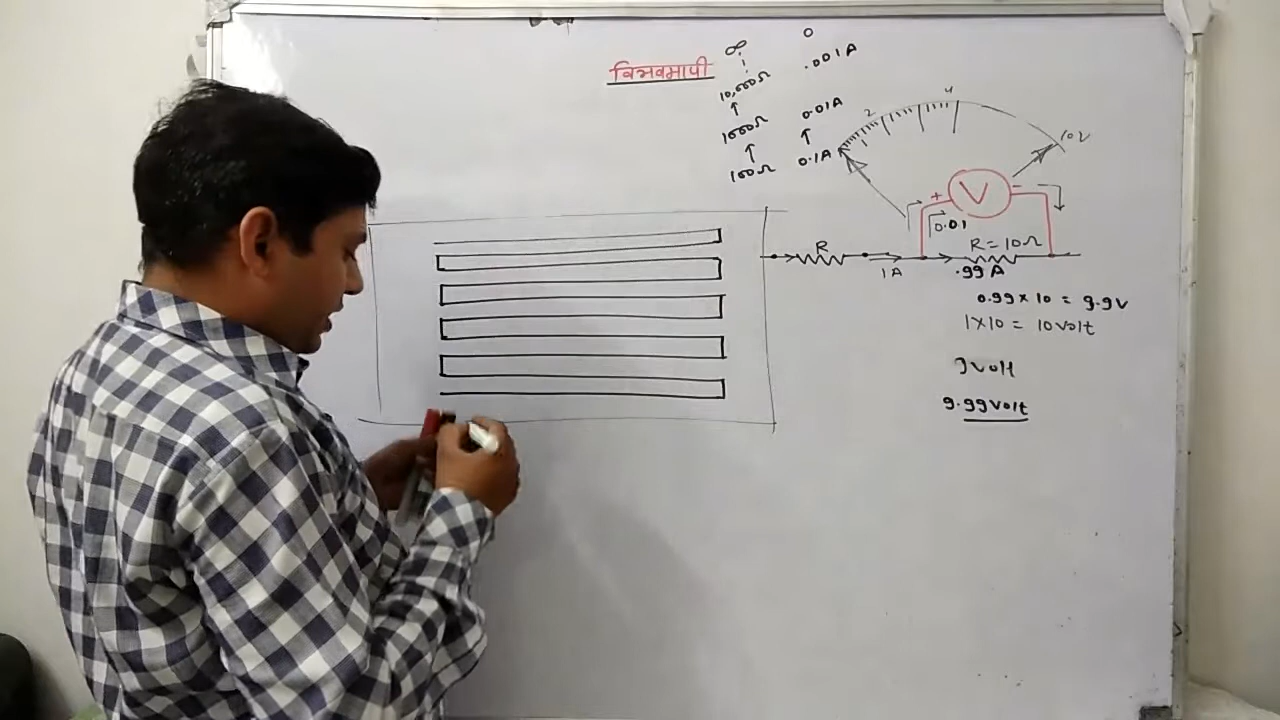 विभवमापी
∞ 0
10,000Ω .001A
↑
1000Ω 0.01A
↑ ↑
100Ω 0.1A
1 2 4 10V
+ V -
0.01
R R = 10Ω
1A .99A
0.99 × 10 = 9.9V
1 × 10 = 10 Volt
9 Volt
9.99 Volt